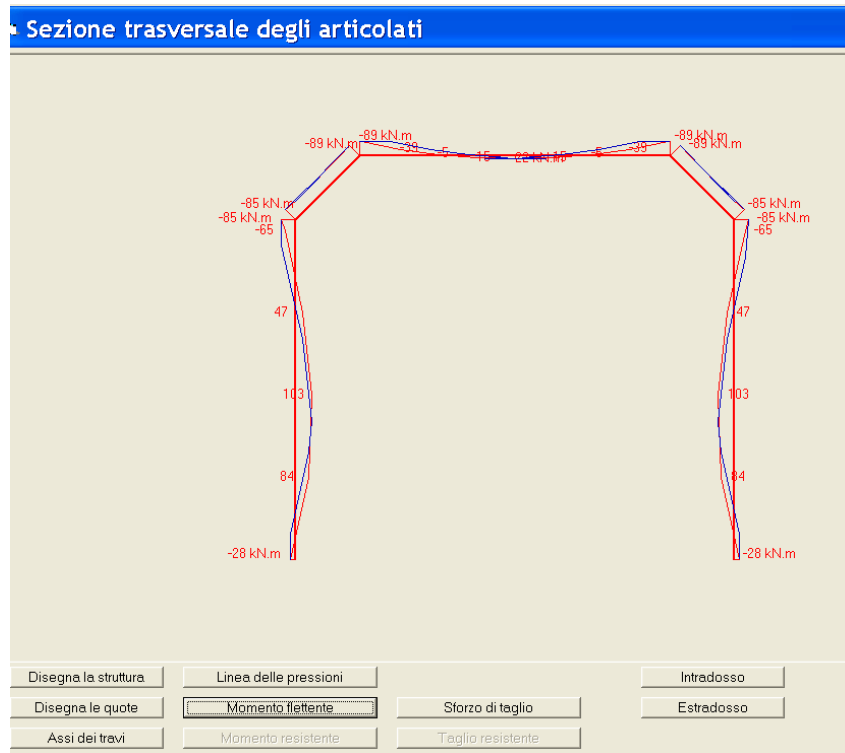 Sezione trasversale degli articolati
-89 kN.m -89 kN.m
-89 kN.m -39 -5 15 22 kN.m 15 -5 -39 -89 kN.m
-85 kN.m -85 kN.m
-85 kN.m -85 kN.m
-65 -65
47 47
103 103
84 84
-28 kN.m -28 kN.m
Disegna la struttura Linea delle pressioni Intradosso
Disegna le quote Momento flettente Sforzo di taglio Estradosso
Assi dei travi Momento resistente Taglio resistente